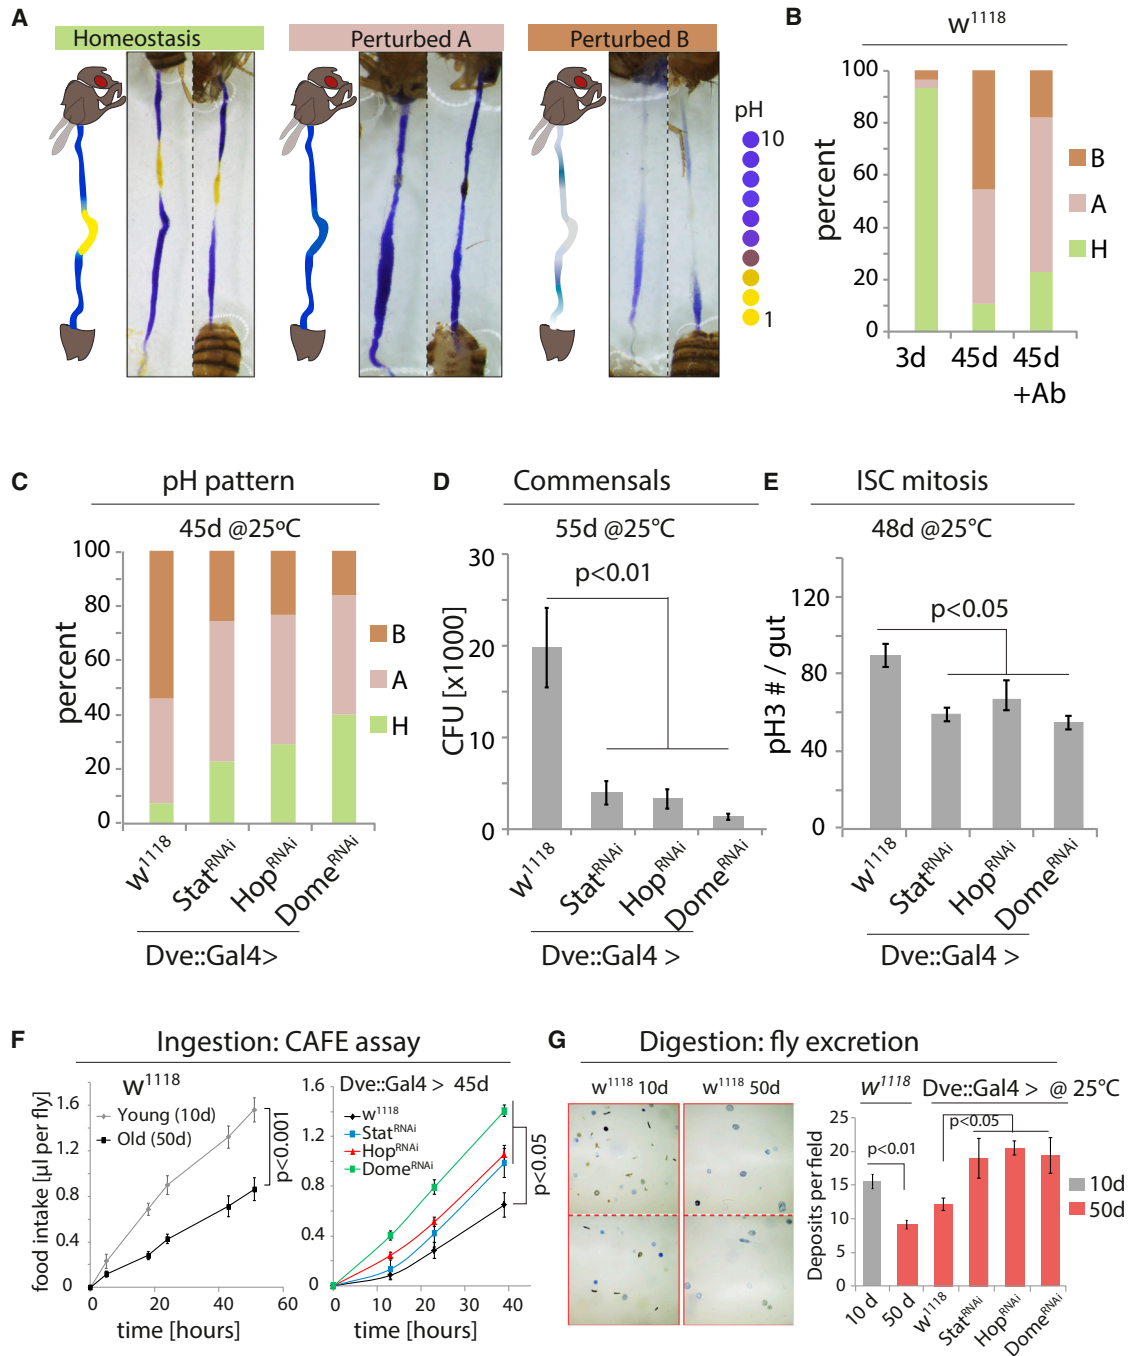 A
Homeostasis
Perturbed A
Perturbed B
pH
10
1
B
w1118
percent
100
80
60
40
20
0
B
A
H
3d
45d
45d
+Ab
C
pH pattern
45d @25ºC
percent
100
80
60
40
20
0
B
A
H
w1118
StatRNAi
HopRNAi
DomeRNAi
Dve::Gal4>
D
Commensals
55d @25°C
p<0.01
CFU [x1000]
30
20
10
0
w1118
StatRNAi
HopRNAi
DomeRNAi
Dve::Gal4 >
E
ISC mitosis
48d @25°C
p<0.05
pH3 # / gut
120
80
40
0
w1118
StatRNAi
HopRNAi
DomeRNAi
Dve::Gal4 >
F
Ingestion: CAFE assay
w1118
Young (10d)
Old (50d)
food intake [µl per fly]
1.6
1.2
0.8
0.4
0
p<0.001
0
20
40
60
time [hours]
Dve::Gal4 > 45d
w1118
StatRNAi
HopRNAi
DomeRNAi
1.6
1.2
0.8
0.4
0
p<0.05
0
10
20
30
40
time [hours]
G
Digestion: fly excretion
w1118 10d
w1118 50d
w1118
Dve::Gal4 > @ 25°C
Deposits per field
25
20
15
10
5
0
p<0.01
p<0.05
10d
50d
10 d
50 d
w1118
StatRNAi
HopRNAi
DomeRNAi